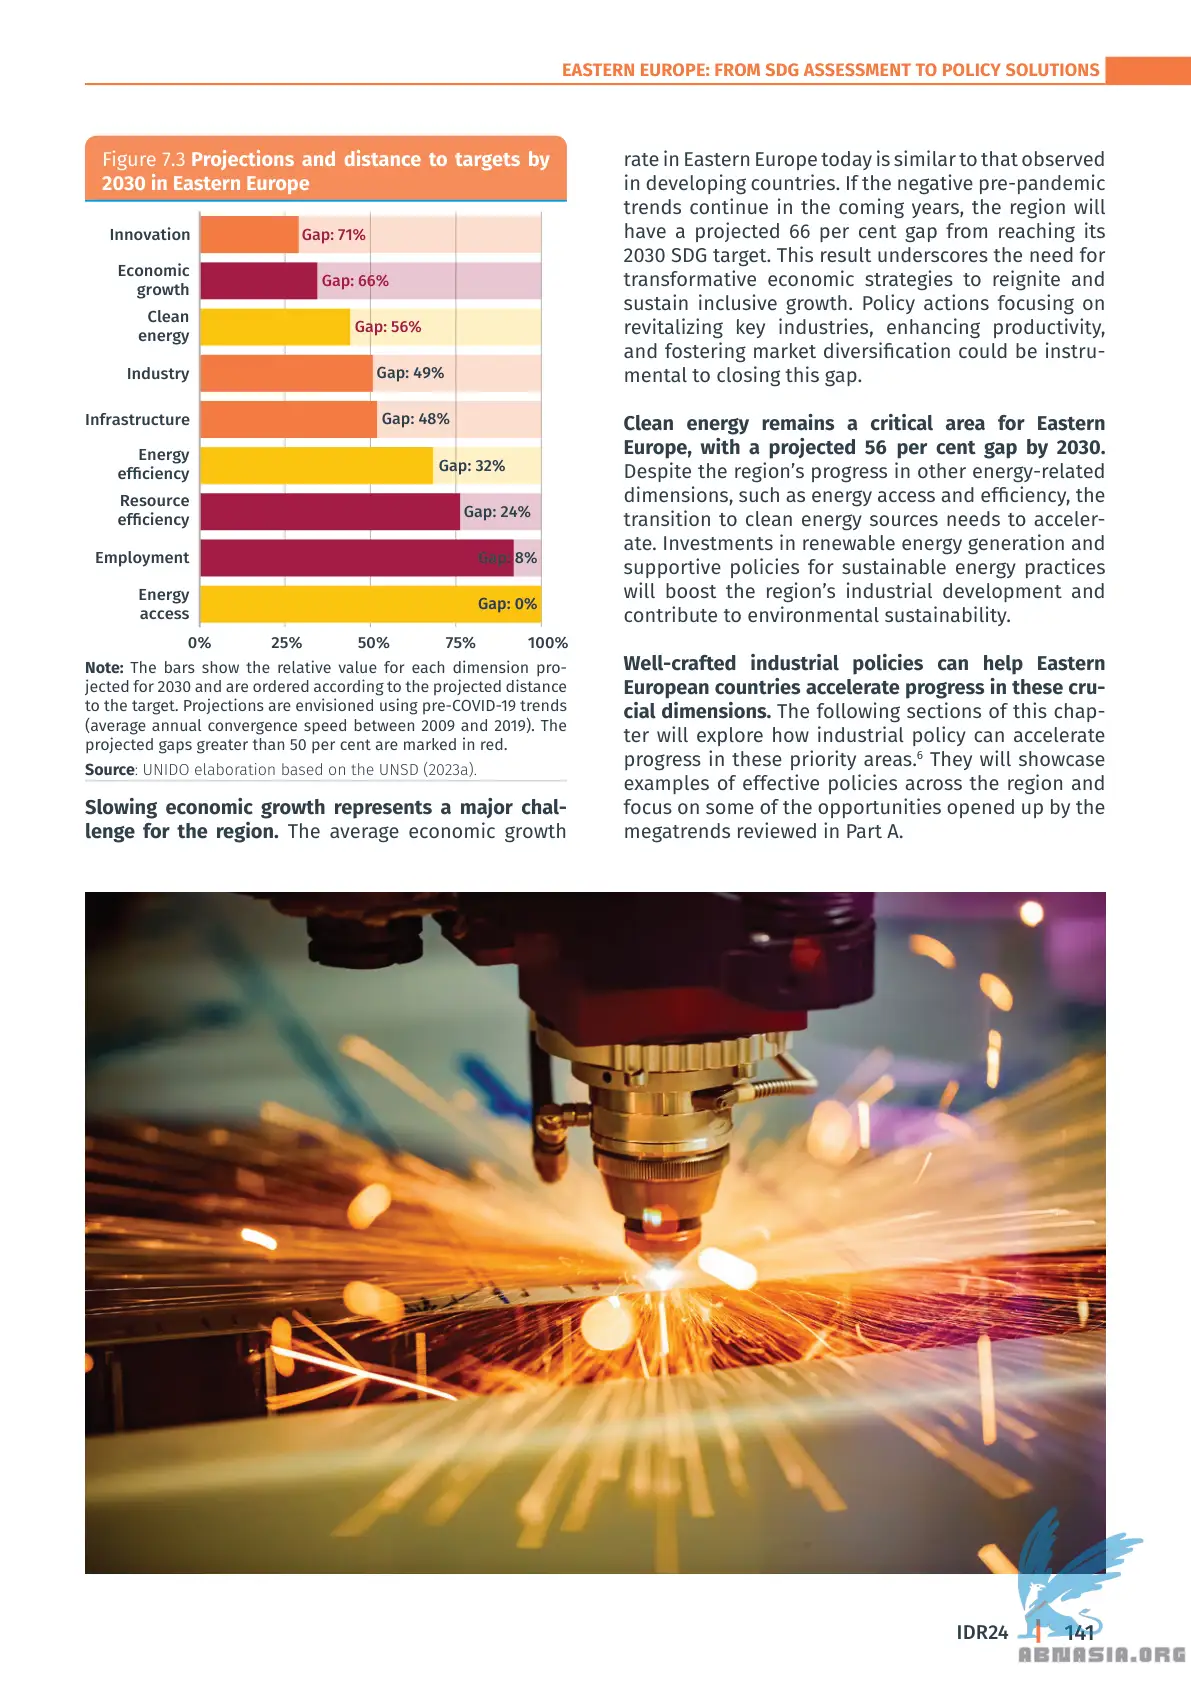 EASTERN EUROPE: FROM SDG ASSESSMENT TO POLICY SOLUTIONS
Figure 7.3 Projections and distance to targets by
2030 in Eastern Europe
Innovation
Gap: 71%
Economic
growth
Gap: 66%
Clean
energy
Gap: 56%
Industry
Gap: 49%
Infrastructure
Gap: 48%
Energy
efficiency
Gap: 32%
Resource
efficiency
Gap: 24%
Employment
Gap: 8%
Energy
access
Gap: 0%
0% 25% 50% 75% 100%
Note: The bars show the relative value for each dimension pro-
jected for 2030 and are ordered according to the projected distance
to the target. Projections are envisioned using pre-COVID-19 trends
(average annual convergence speed between 2009 and 2019). The
projected gaps greater than 50 per cent are marked in red.
Source: UNIDO elaboration based on the UNSD (2023a).
Slowing economic growth represents a major chal-
lenge for the region. The average economic growth
rate in Eastern Europe today is similar to that observed
in developing countries. If the negative pre-pandemic
trends continue in the coming years, the region will
have a projected 66 per cent gap from reaching its
2030 SDG target. This result underscores the need for
transformative economic strategies to reignite and
sustain inclusive growth. Policy actions focusing on
revitalizing key industries, enhancing productivity,
and fostering market diversification could be instru-
mental to closing this gap.
Clean energy remains a critical area for Eastern
Europe, with a projected 56 per cent gap by 2030.
Despite the region's progress in other energy-related
dimensions, such as energy access and efficiency, the
transition to clean energy sources needs to acceler-
ate. Investments in renewable energy generation and
supportive policies for sustainable energy practices
will boost the region's industrial development and
contribute to environmental sustainability.
Well-crafted industrial policies can help Eastern
European countries accelerate progress in these cru-
cial dimensions. The following sections of this chap-
ter will explore how industrial policy can accelerate
progress in these priority areas.⁶ They will showcase
examples of effective policies across the region and
focus on some of the opportunities opened up by the
megatrends reviewed in Part A.
IDR24 | 141
ABNASIA.ORG